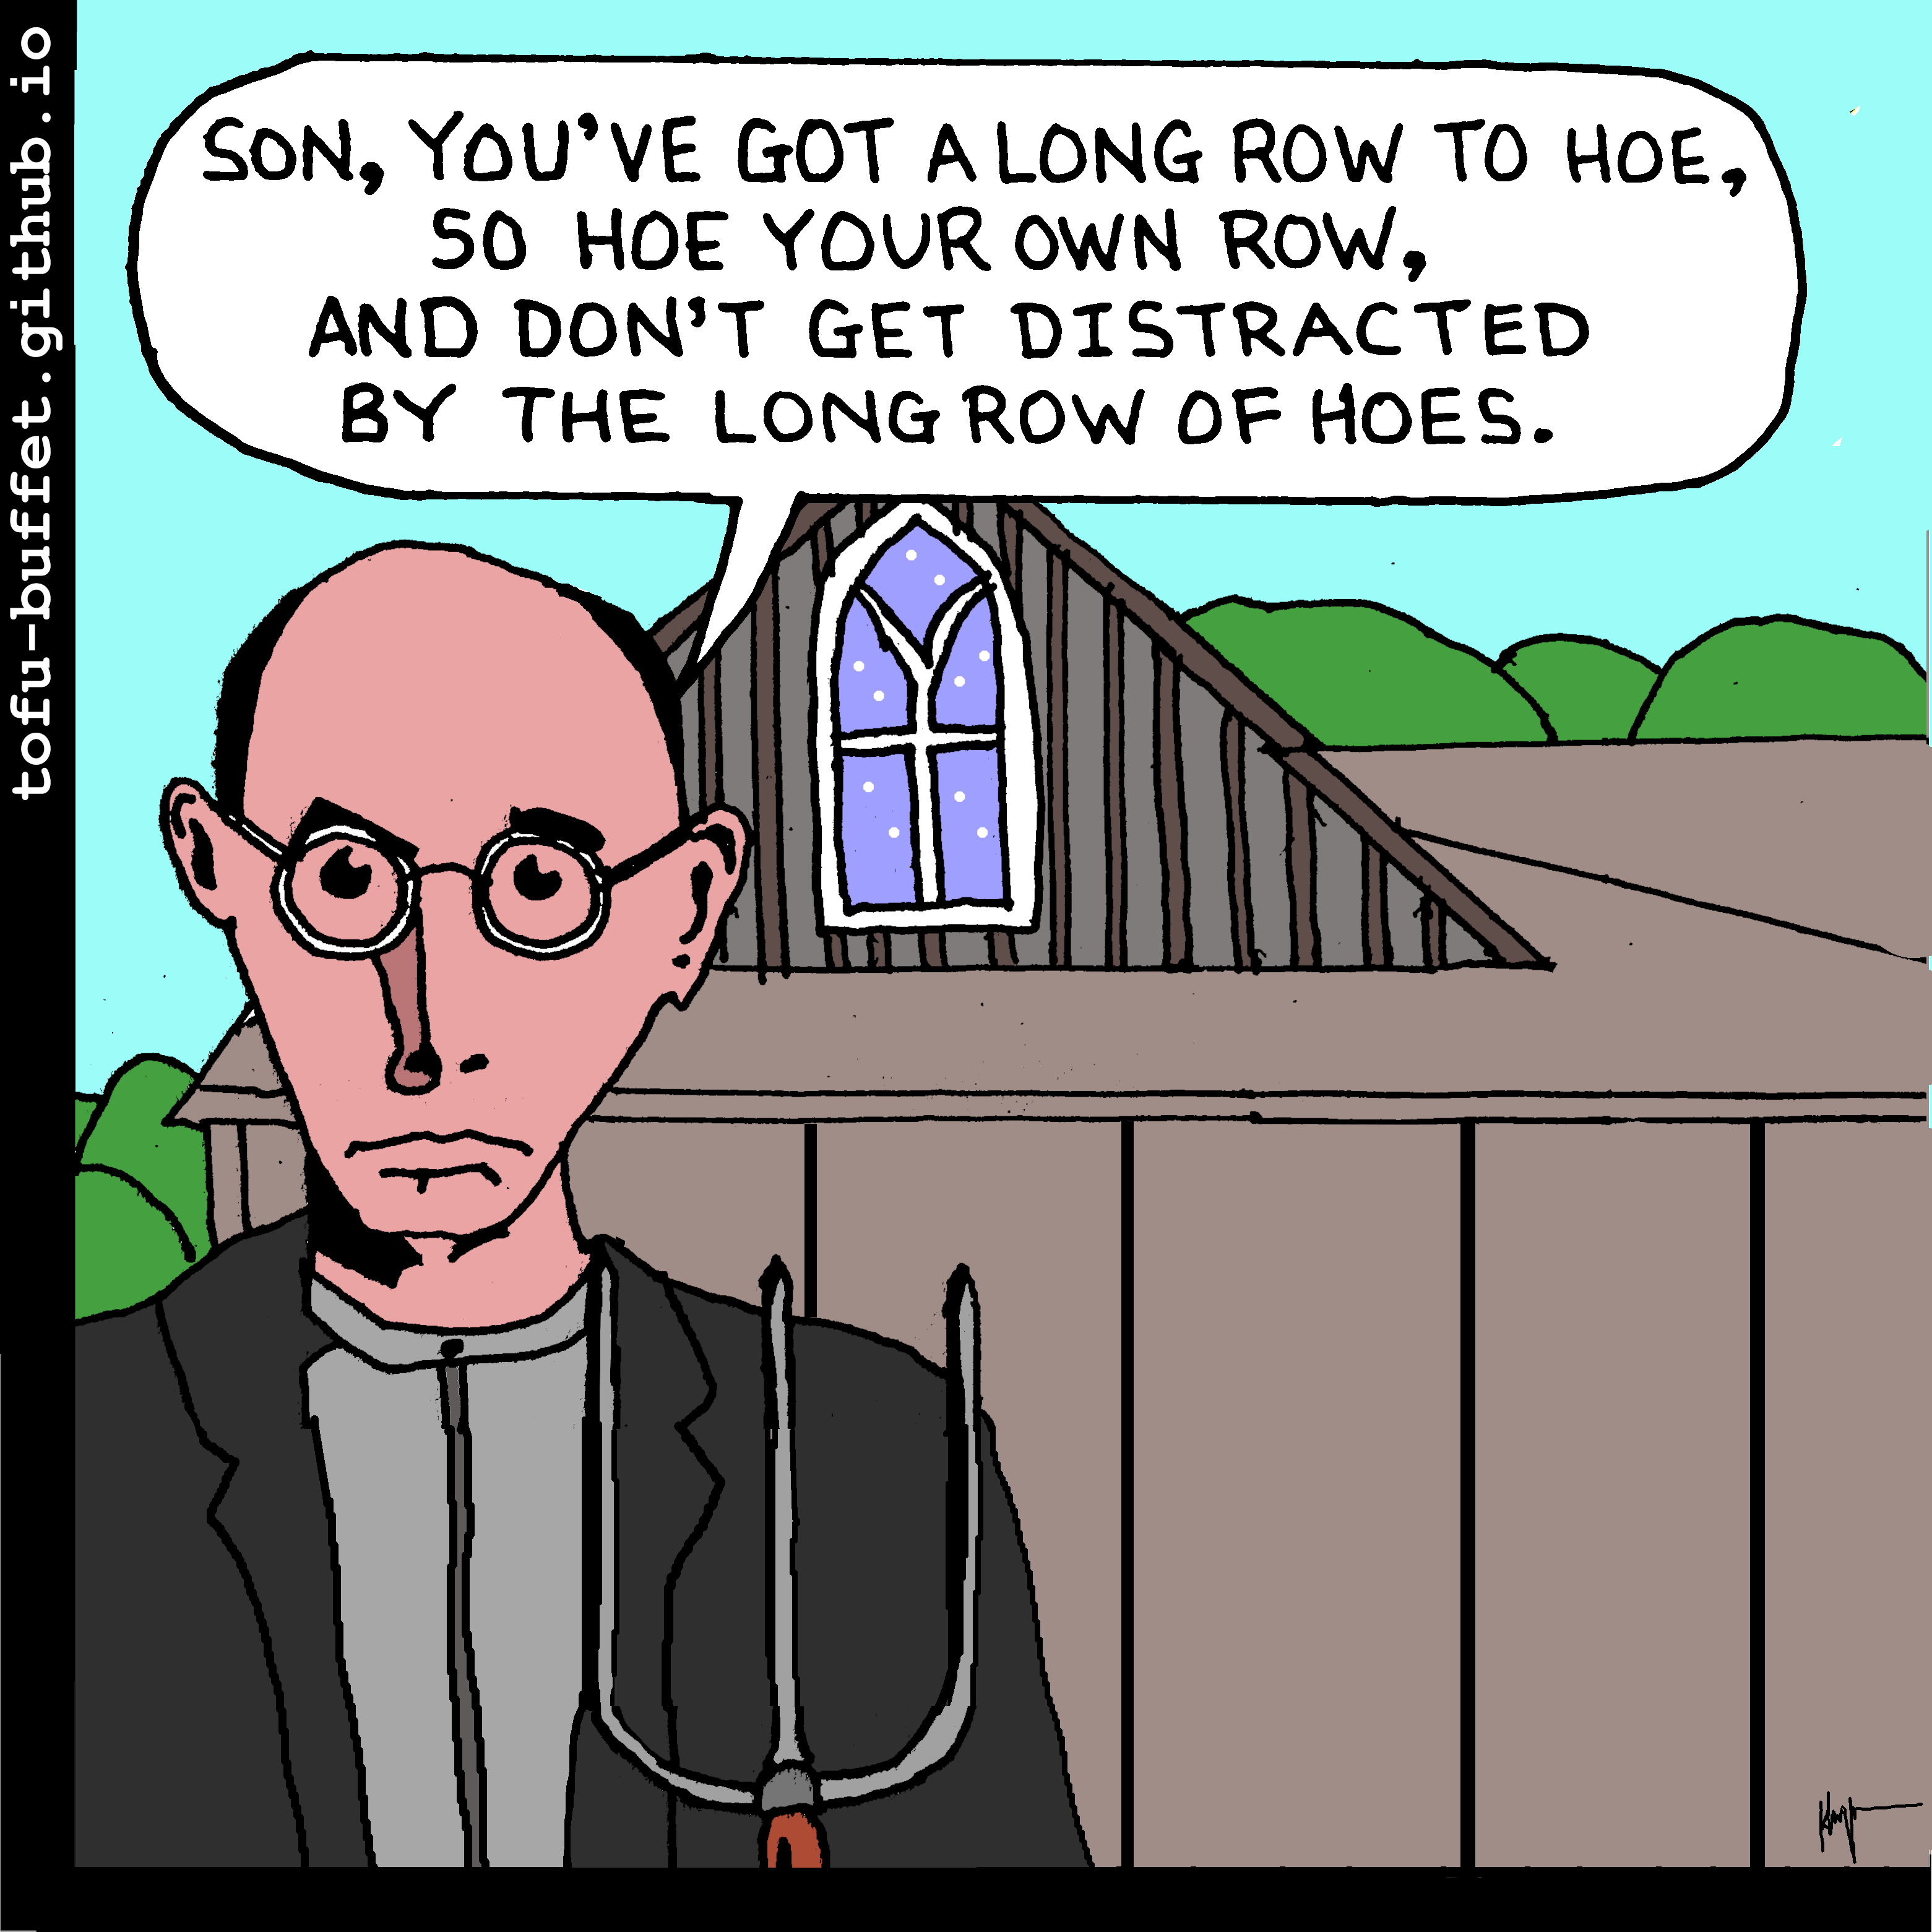 tofu-buffet.github.io
SON, YOU'VE GOT A LONG ROW TO HOE,
SO HOE YOUR OWN ROW,
AND DON'T GET DISTRACTED
BY THE LONG ROW OF HOES.